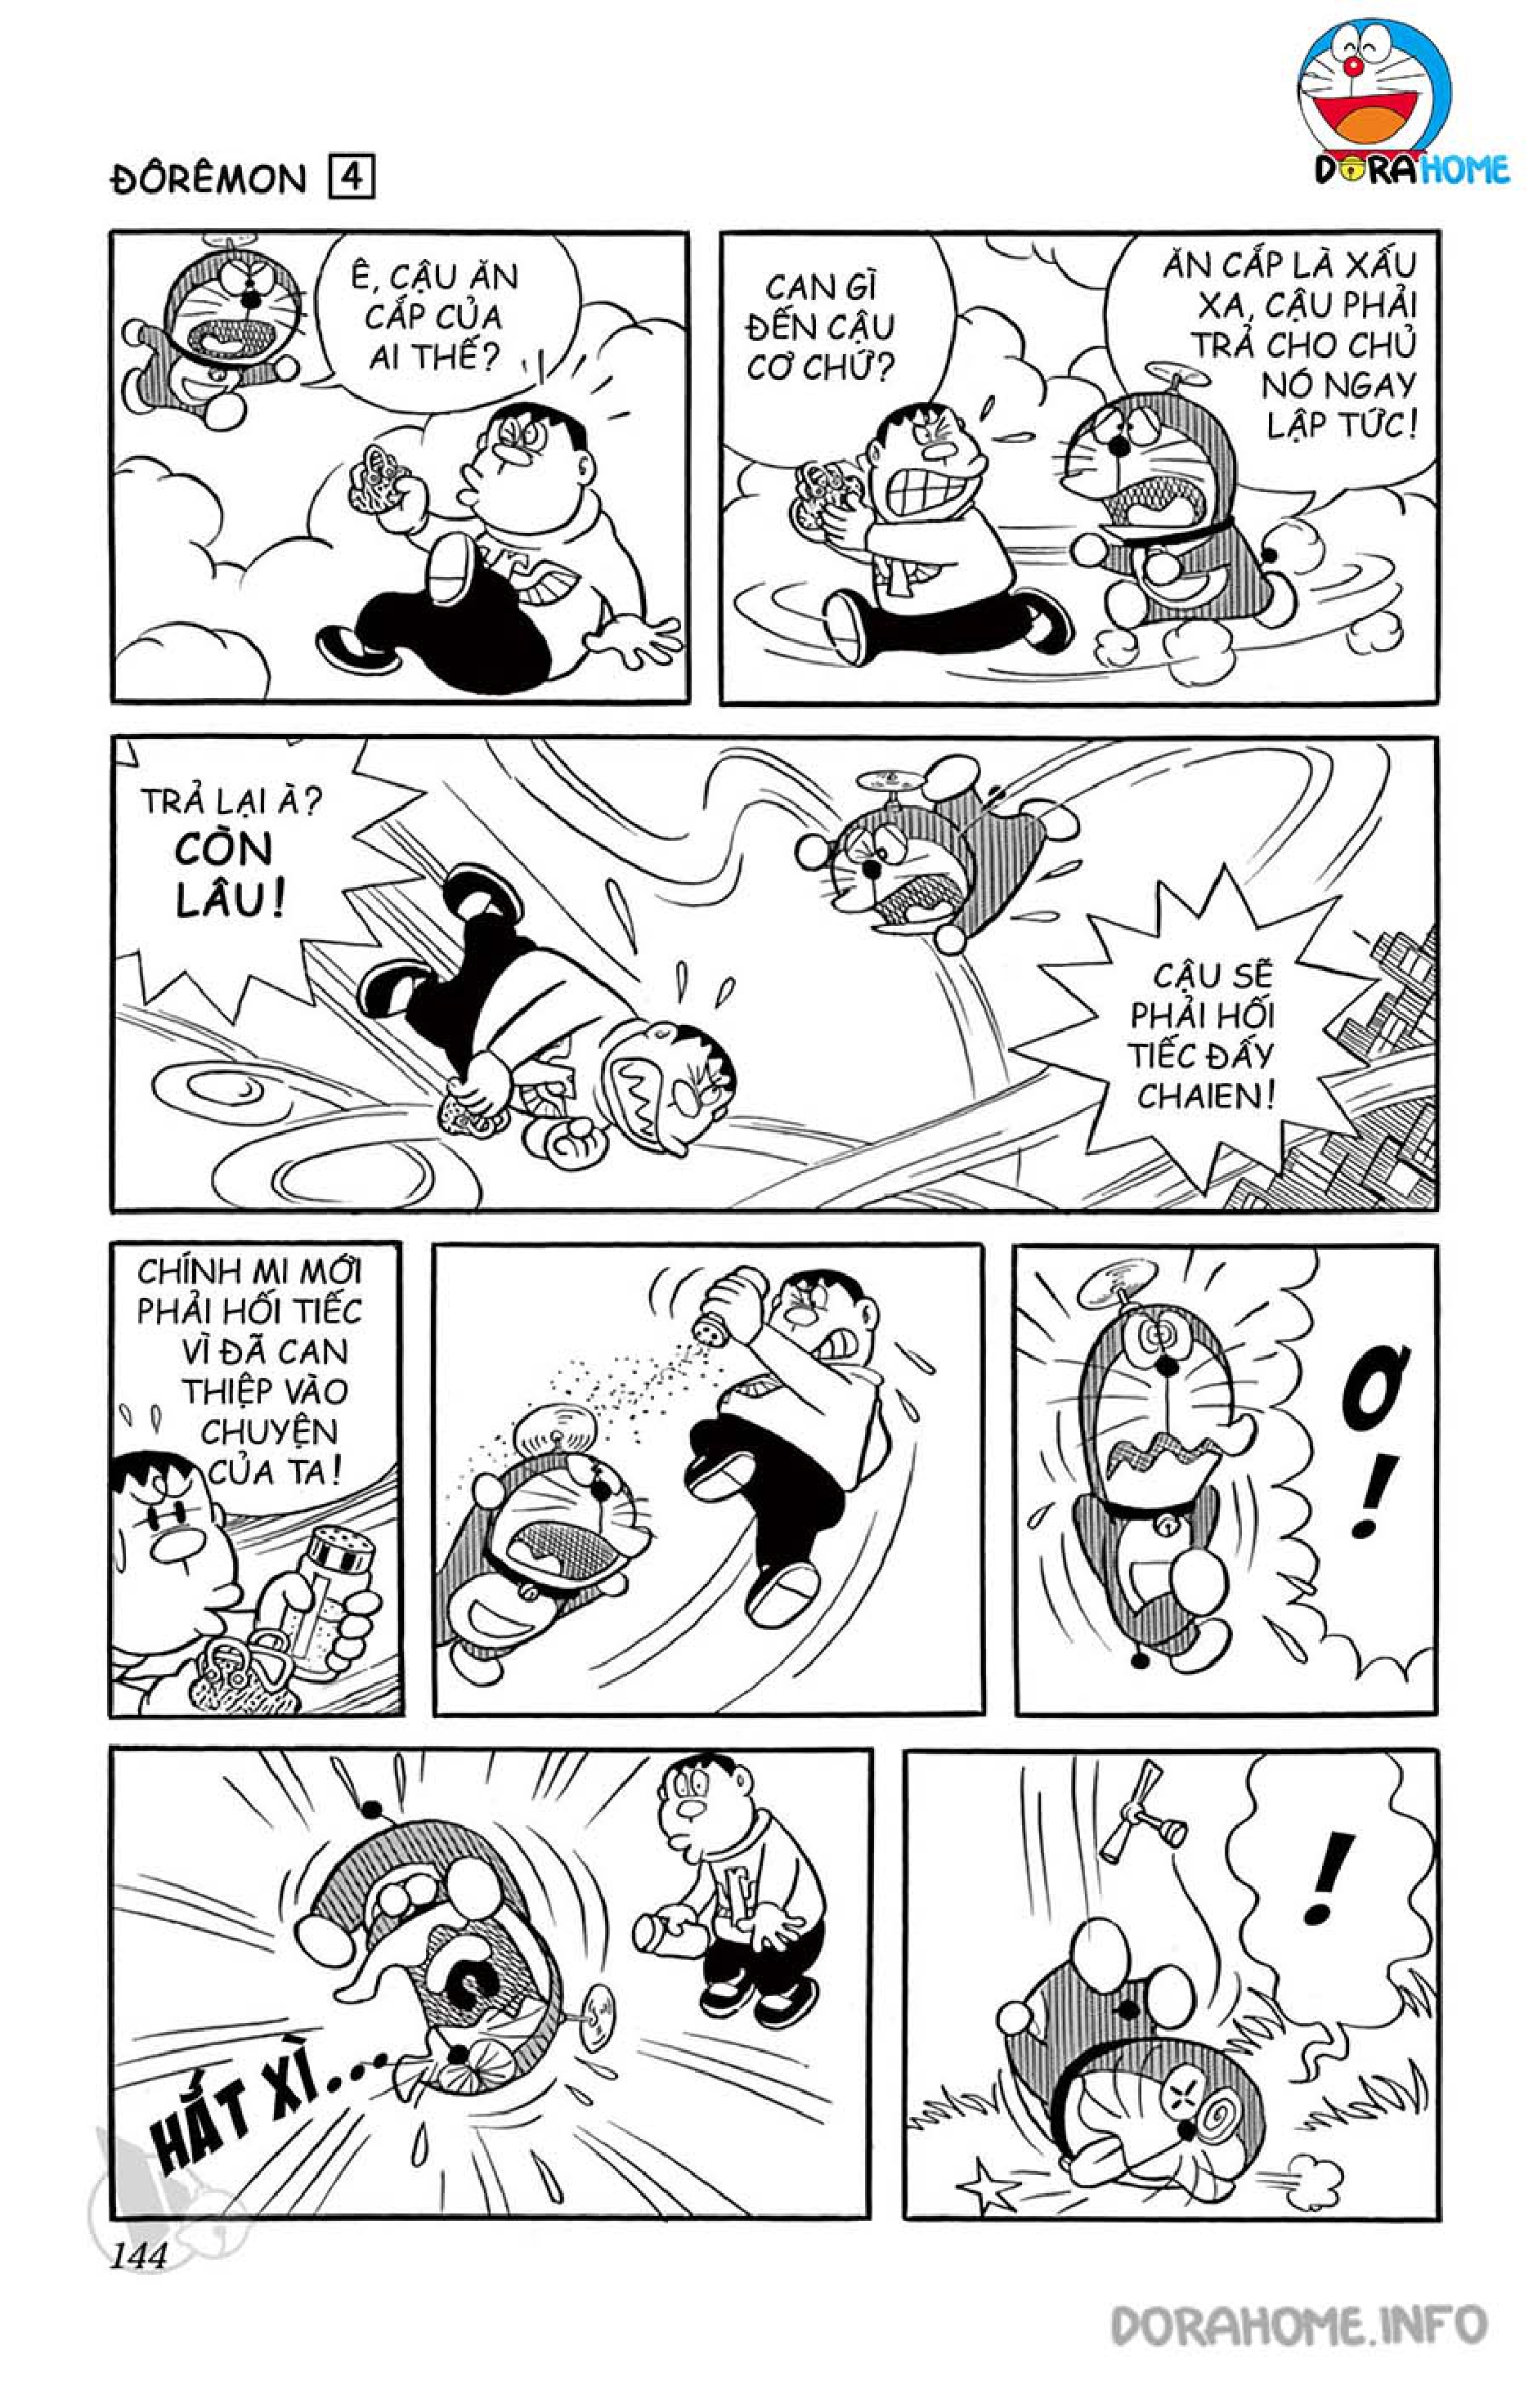 DORAHOME
ĐÔRÊMON 4
Ê, CẬU ĂN
CẮP CỦA
AI THẾ?
CAN GÌ
ĐẾN CẬU
CƠ CHỨ?
ĂN CẮP LÀ XẤU
XA, CẬU PHẢI
TRẢ CHO CHỦ
NÓ NGAY
LẬP TỨC!
TRẢ LẠI À?
CÒN
LÂU!
CẬU SẼ
PHẢI HỐI
TIẾC ĐẤY
CHAIEN!
CHÍNH MI MỚI
PHẢI HỐI TIẾC
VÌ ĐÃ CAN
THIỆP VÀO
CHUYỆN
CỦA TA!
Ơ
!
HẮT XÌ...
!
144
DORAHOME.INFO